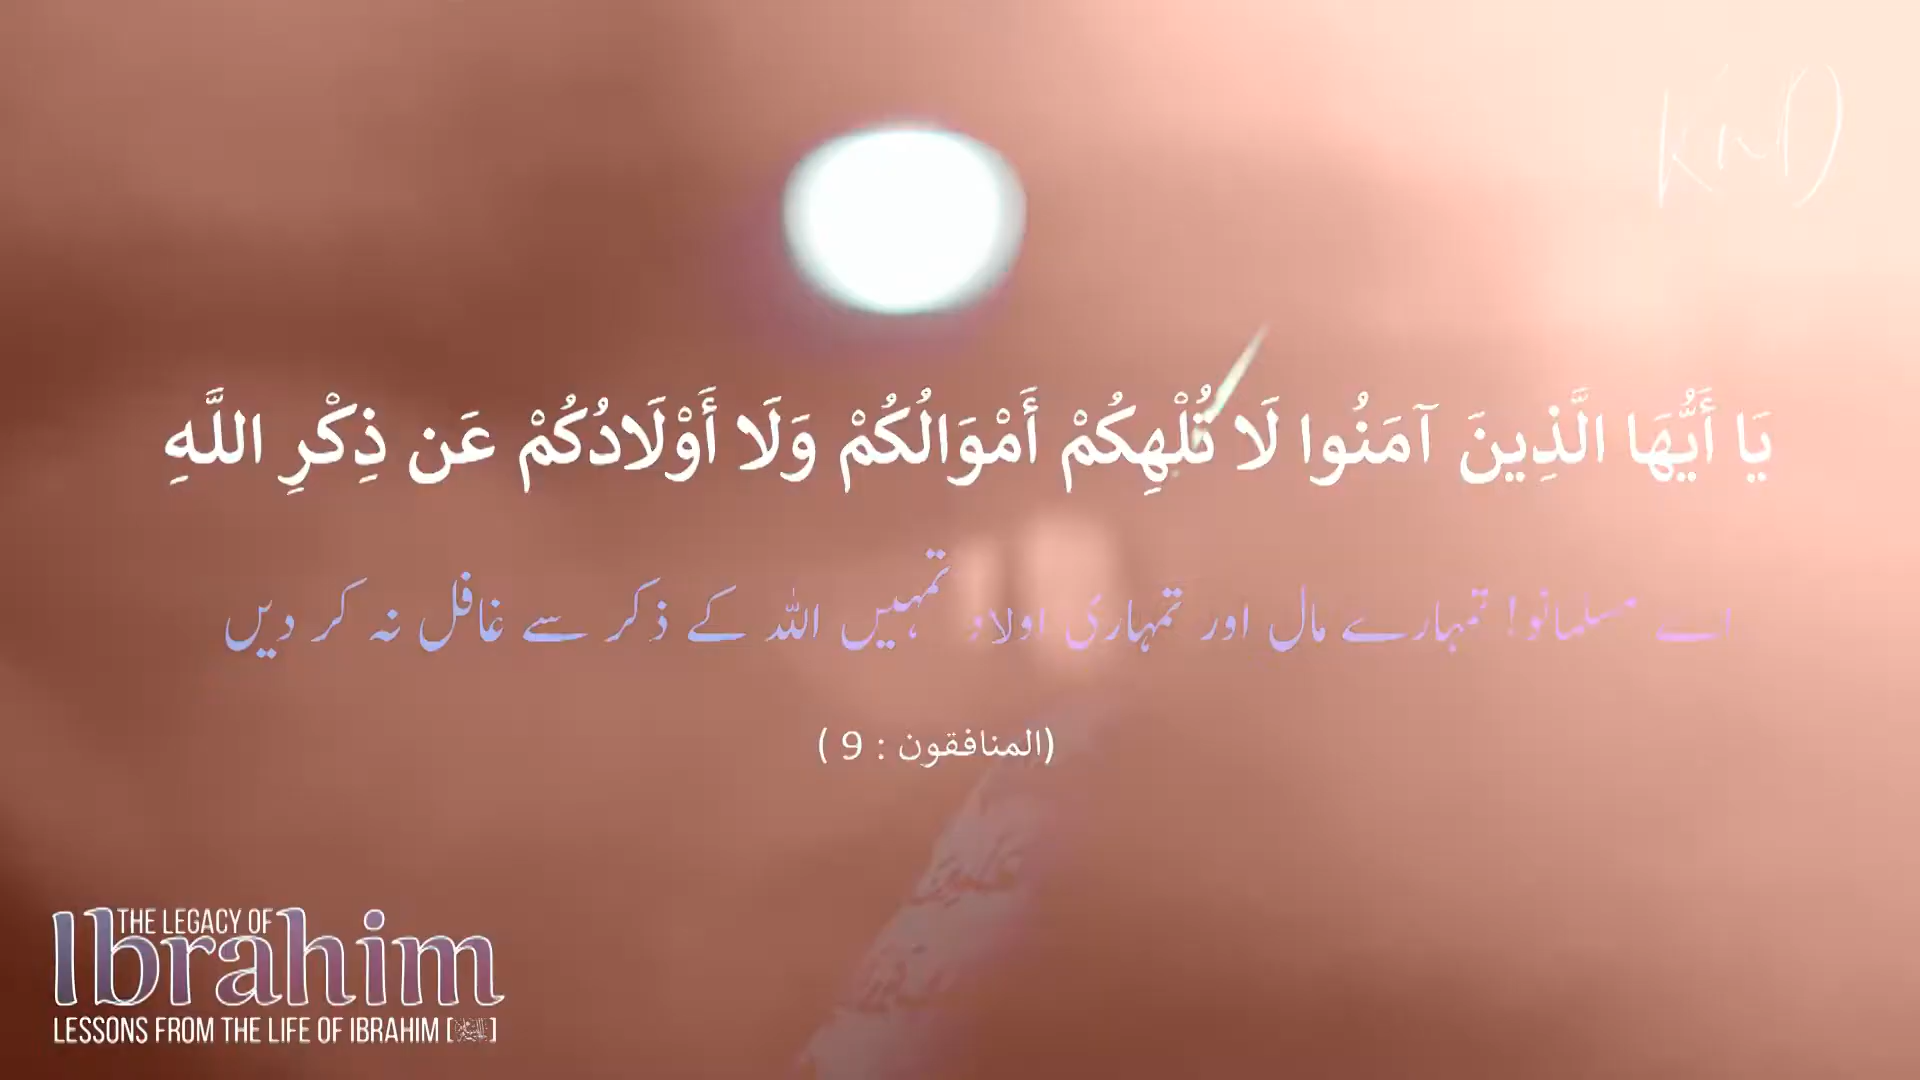 KnD
يَا أَيُّهَا الَّذِينَ آمَنُوا لَا تُلْهِكُمْ أَمْوَالُكُمْ وَلَا أَوْلَادُكُمْ عَن ذِكْرِ اللَّهِ
اے مسلمانو! تمہارے مال اور تمہاری اولاد تمہیں اللہ کے ذکر سے غافل نہ کر دیں
(المنافقون : 9 )
THE LEGACY OF
Ibrahim
LESSONS FROM THE LIFE OF IBRAHIM []